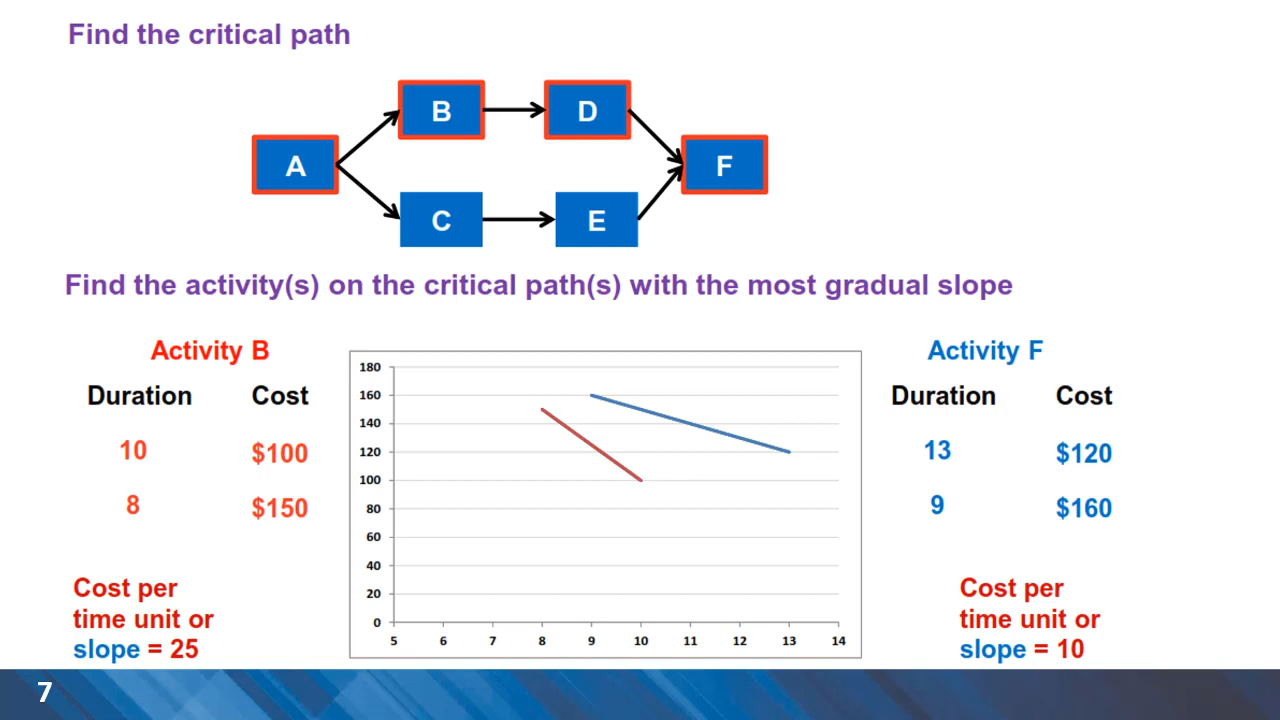 Find the critical path
B
D
A
F
C
E
Find the activity(s) on the critical path(s) with the most gradual slope
Activity B
Duration Cost
10 $100
8 $150
Cost per
time unit or
slope = 25
180
160
140
120
100
80
60
40
20
0
5 6 7 8 9 10 11 12 13 14
Activity F
Duration Cost
13 $120
9 $160
Cost per
time unit or
slope = 10
7